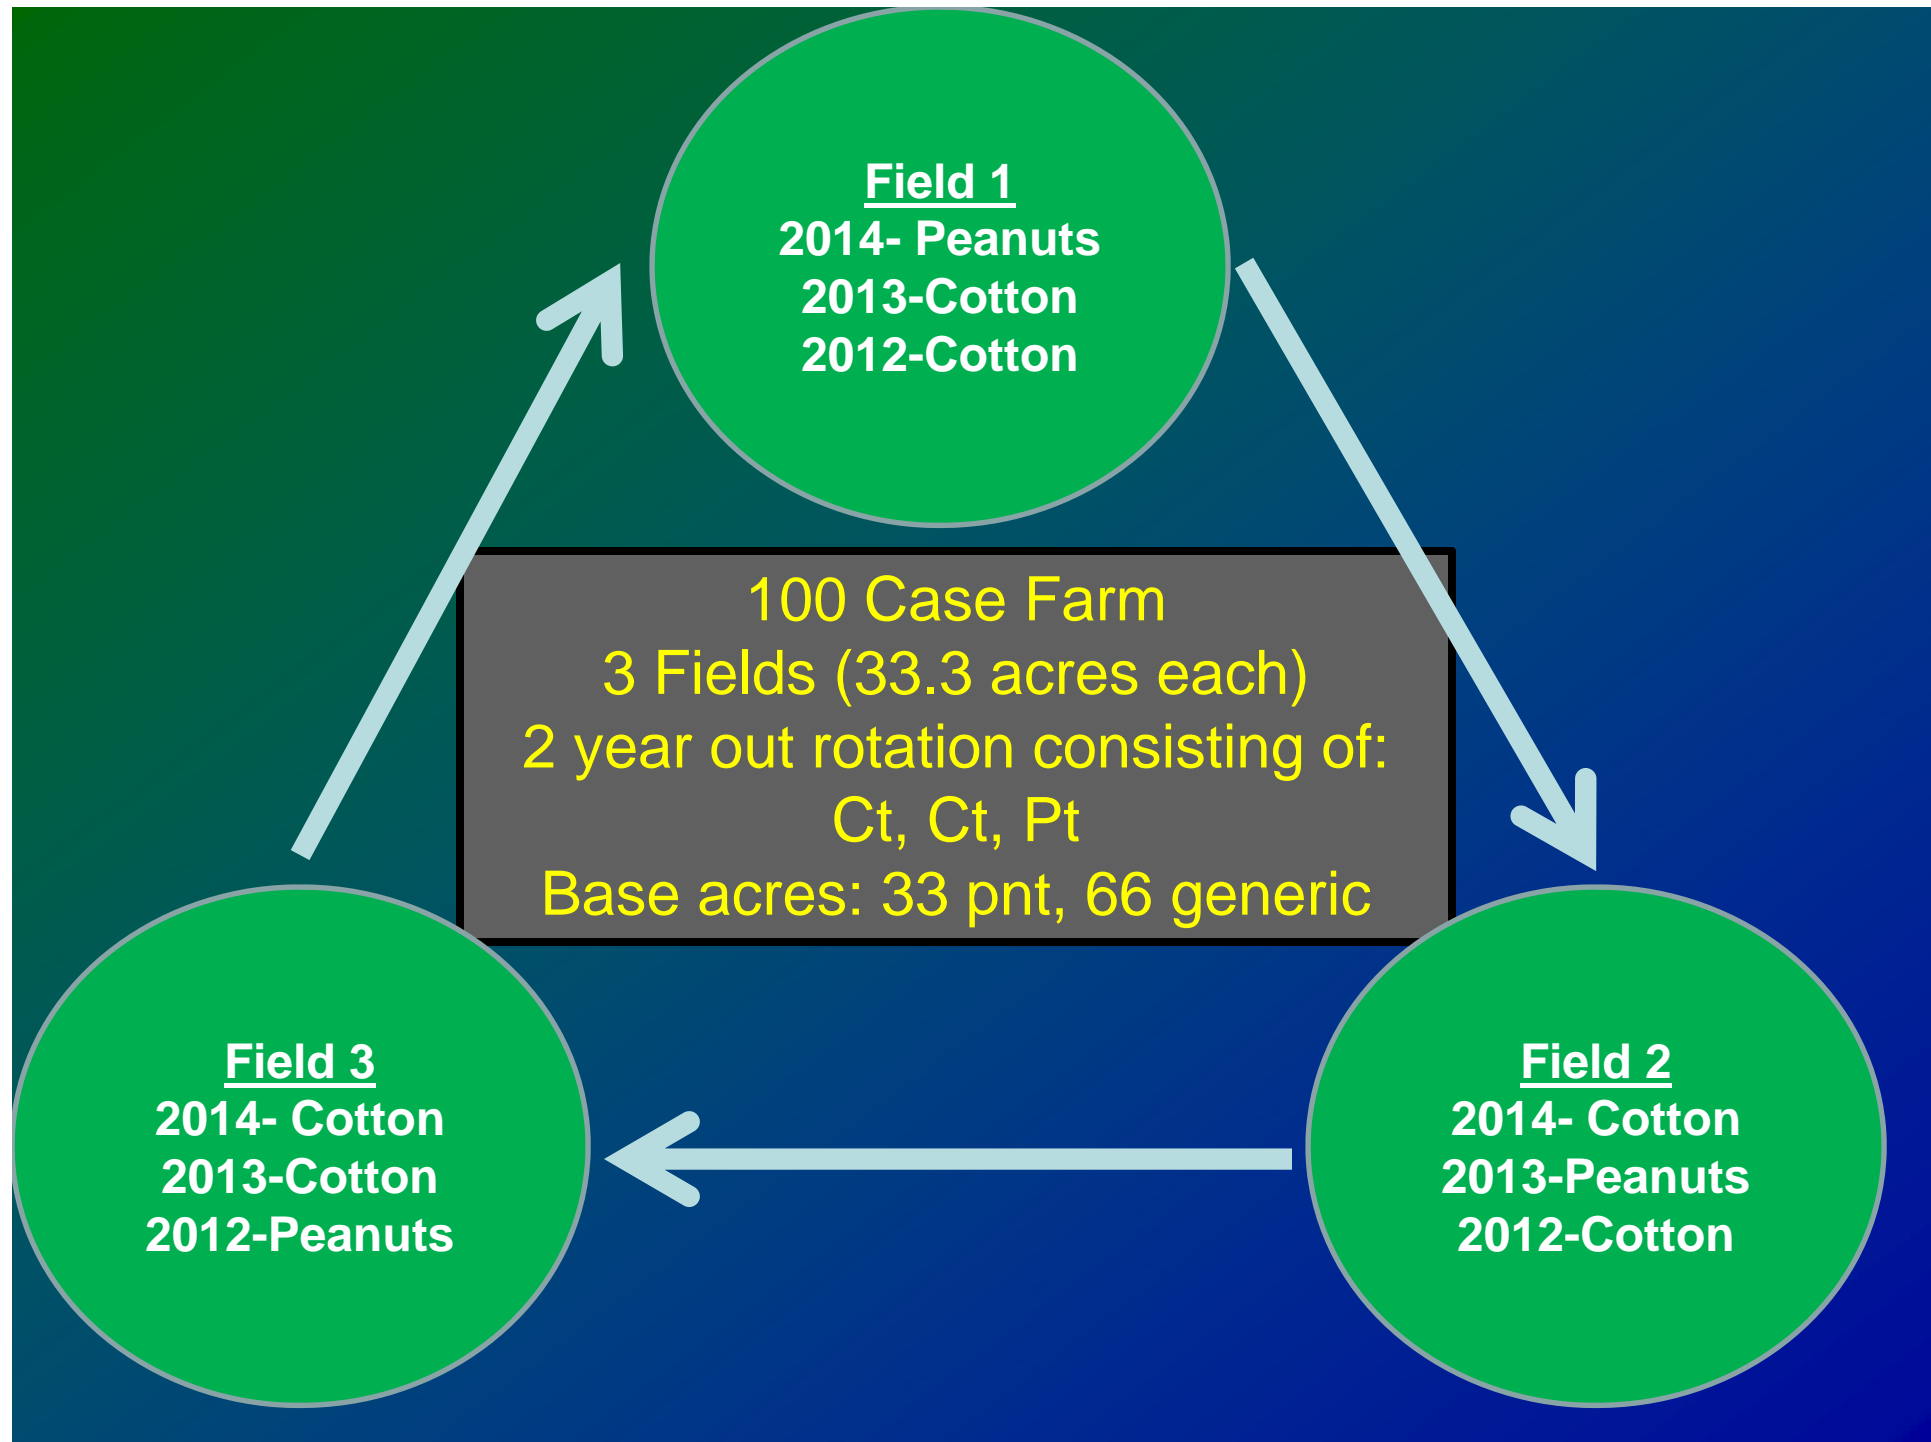 Field 1
2014- Peanuts
2013-Cotton
2012-Cotton
100 Case Farm
3 Fields (33.3 acres each)
2 year out rotation consisting of:
Ct, Ct, Pt
Base acres: 33 pnt, 66 generic
Field 3
2014- Cotton
2013-Cotton
2012-Peanuts
Field 2
2014- Cotton
2013-Peanuts
2012-Cotton